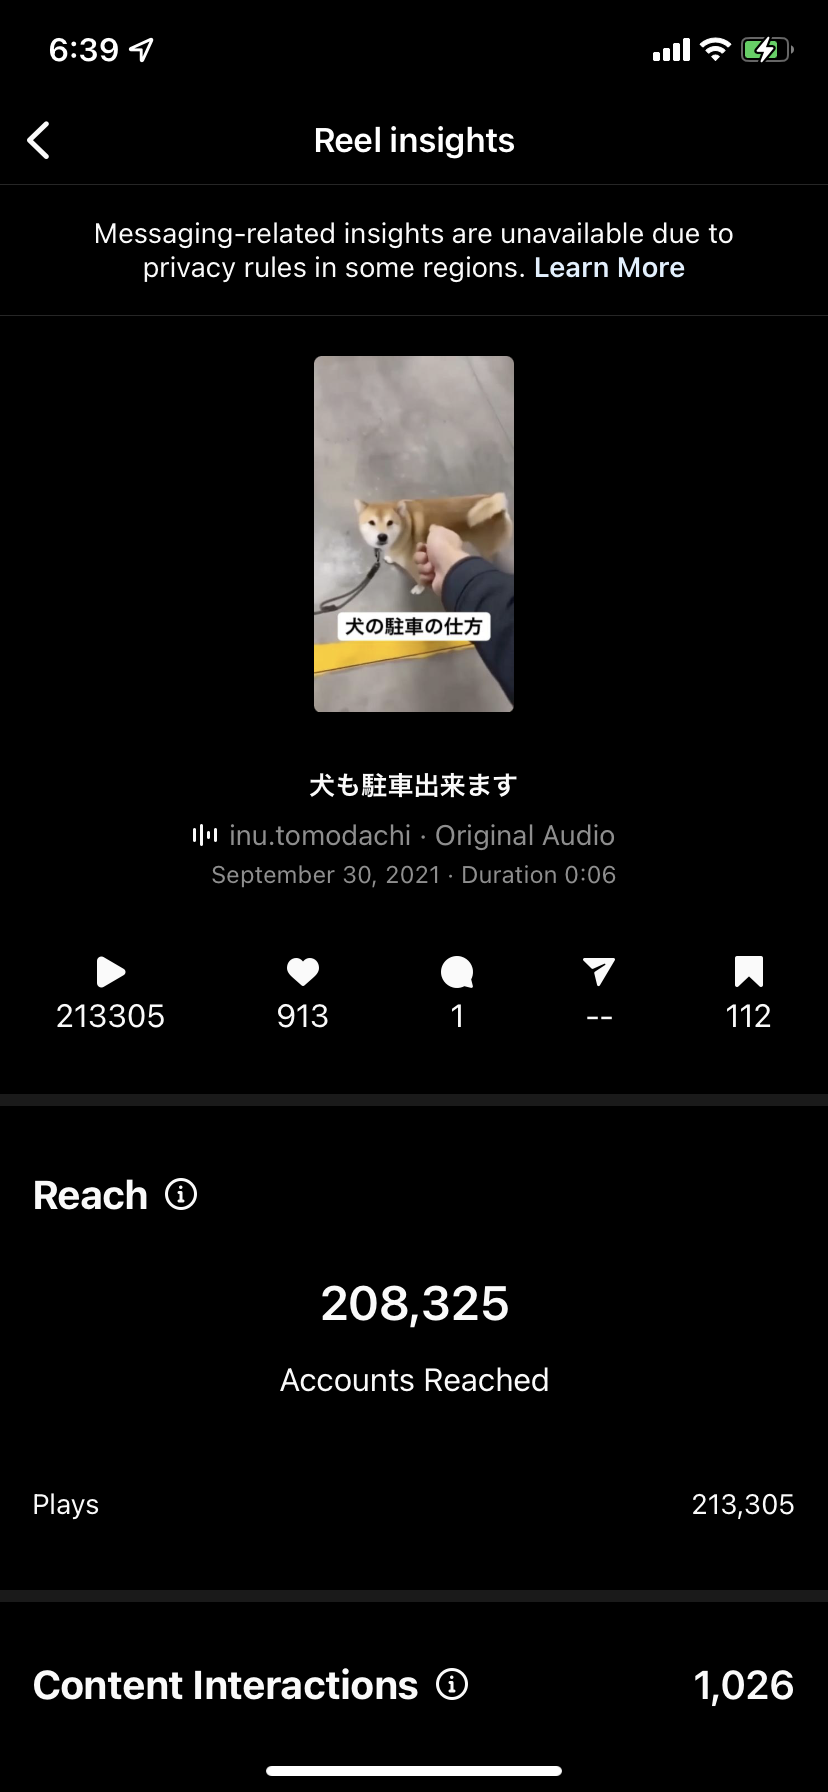 6:39
Reel insights
Messaging-related insights are unavailable due to
privacy rules in some regions. Learn More
犬の駐車の仕方
犬も駐車出来ます
inu.tomodachi · Original Audio
September 30, 2021 · Duration 0:06
213305 913 1 -- 112
Reach
208,325
Accounts Reached
Plays 213,305
Content Interactions 1,026